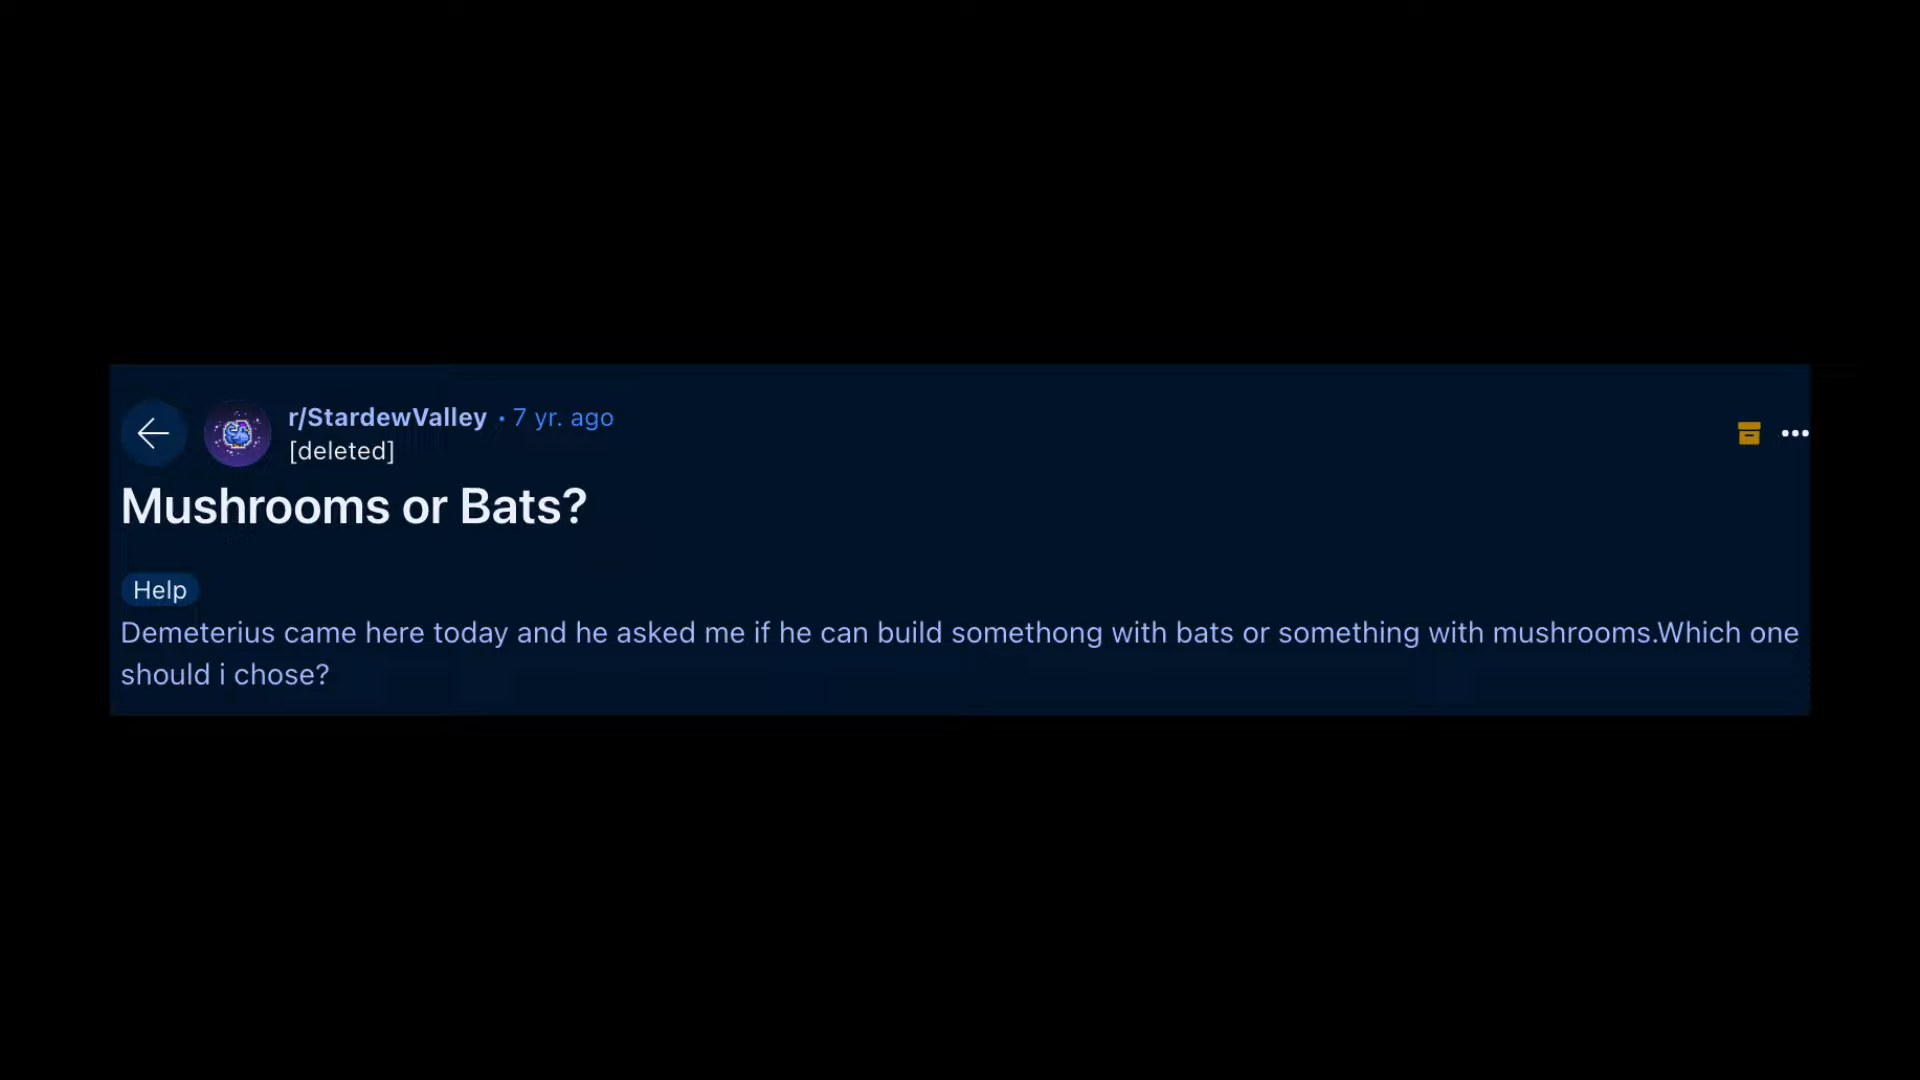 r/StardewValley • 7 yr. ago
[deleted]
Mushrooms or Bats?
Help
Demeterius came here today and he asked me if he can build somethong with bats or something with mushrooms.Which one
should i chose?